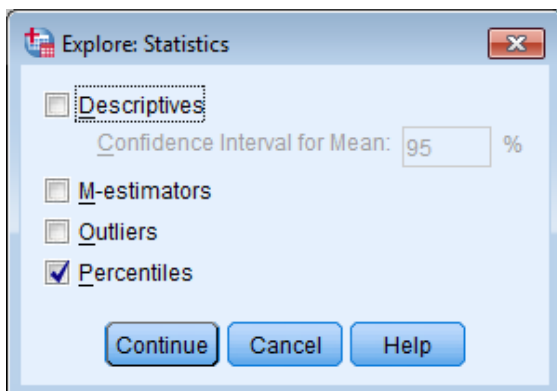 Explore: Statistics
Descriptives
Confidence Interval for Mean: 95 %
M-estimators
Outliers
Percentiles
Continue Cancel Help